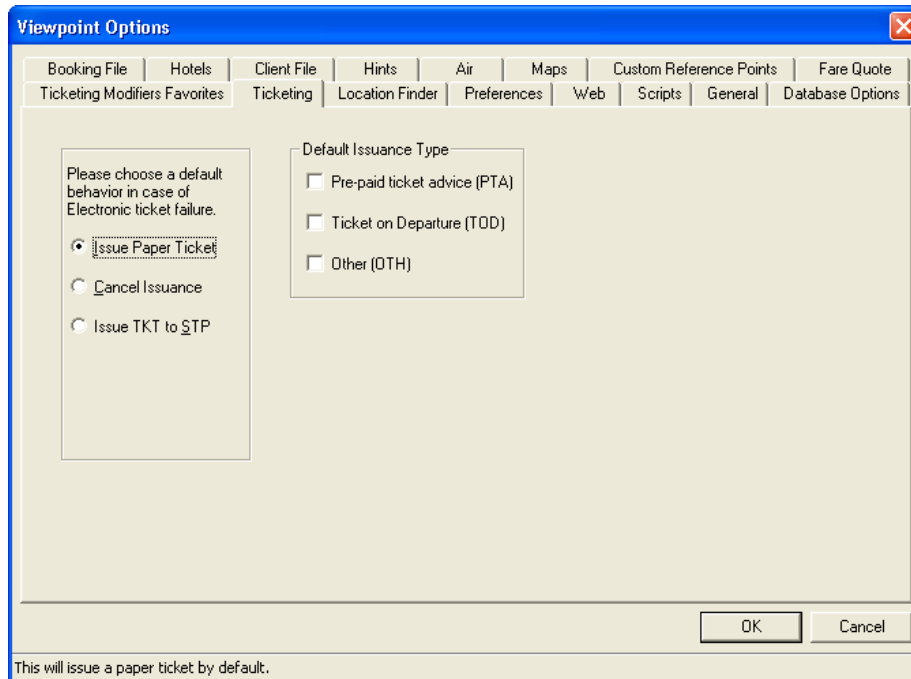 Viewpoint Options
Booking File Hotels Client File Hints Air Maps Custom Reference Points Fare Quote
Ticketing Modifiers Favorites Ticketing Location Finder Preferences Web Scripts General Database Options
Please choose a default
behavior in case of
Electronic ticket failure.
Issue Paper Ticket
Cancel Issuance
Issue TKT to STP
Default Issuance Type
Pre-paid ticket advice (PTA)
Ticket on Departure (TOD)
Other (OTH)
OK Cancel
This will issue a paper ticket by default.